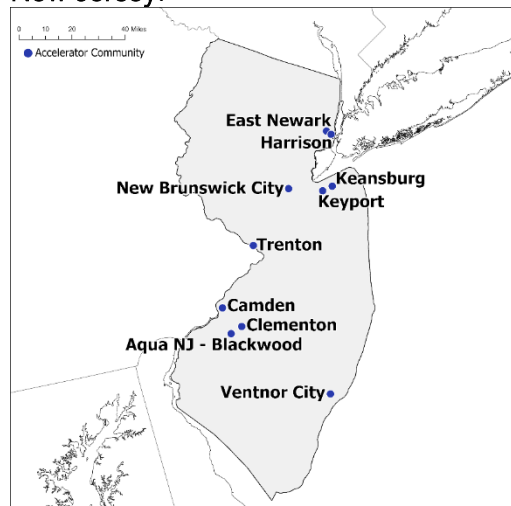 New Jersey:
0 10 20 40 Miles
Accelerator Community
East Newark
Harrison
Keansburg
New Brunswick City
Keyport
Trenton
Camden
Clementon
Aqua NJ - Blackwood
Ventnor City